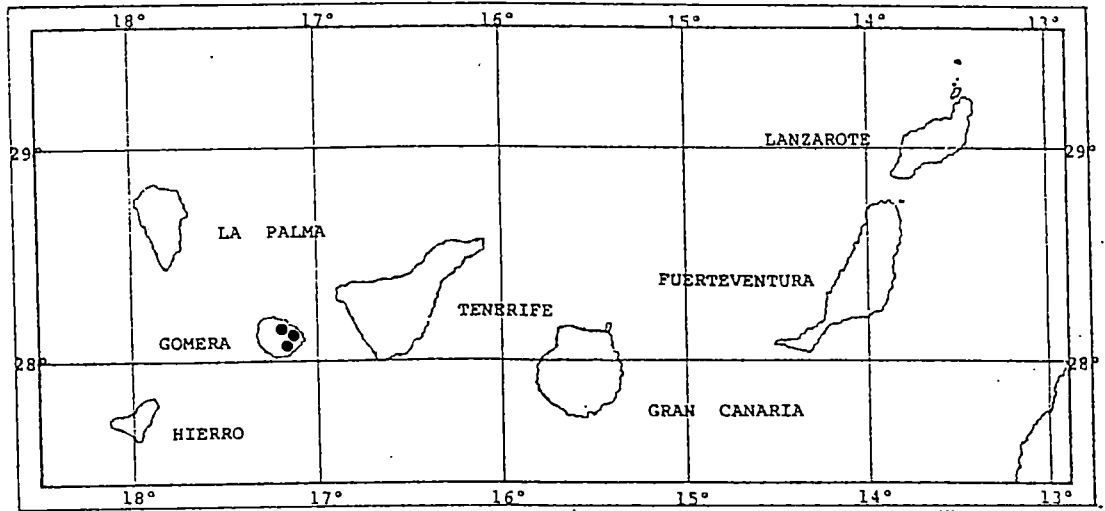 18° 17° 15° 15° 14° 13°
LANZAROTE
29° 29°
LA PALMA
FUERTEVENTURA
TENERIFE
GOMERA
28° 28°
GRAN CANARIA
HIERRO
18° 17° 16° 15° 14° 13°